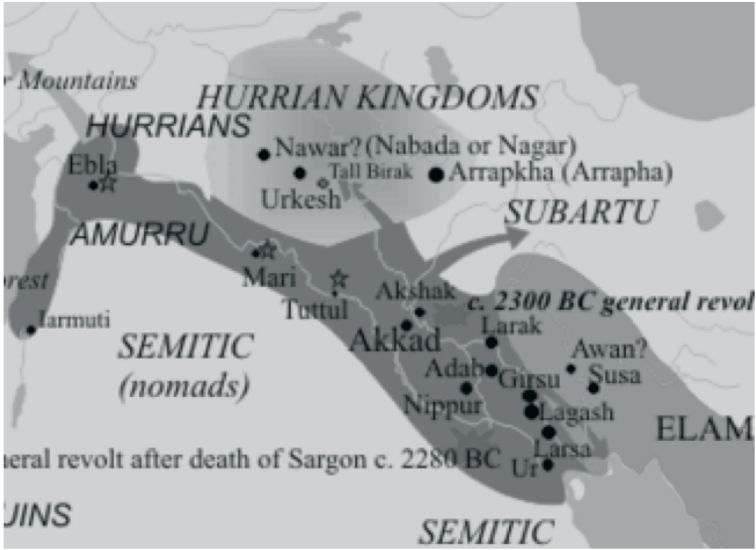 r Mountains
HURRIAN KINGDOMS
HURRIANS
Nawar? (Nabada or Nagar)
Ebla
Tall Birak
Arrapkha (Arrapha)
Urkesh
SUBARTU
AMURRU
Mari
orest
Tuttul
Akshak
c. 2300 BC general revol
Iarmuti
Larak
SEMITIC
(nomads)
Akkad
Awan?
Adab
Girsu
Susa
Nippur
Lagash
ELAM
Larsa
neral revolt after death of Sargon c. 2280 BC
Ur
UINS
SEMITIC